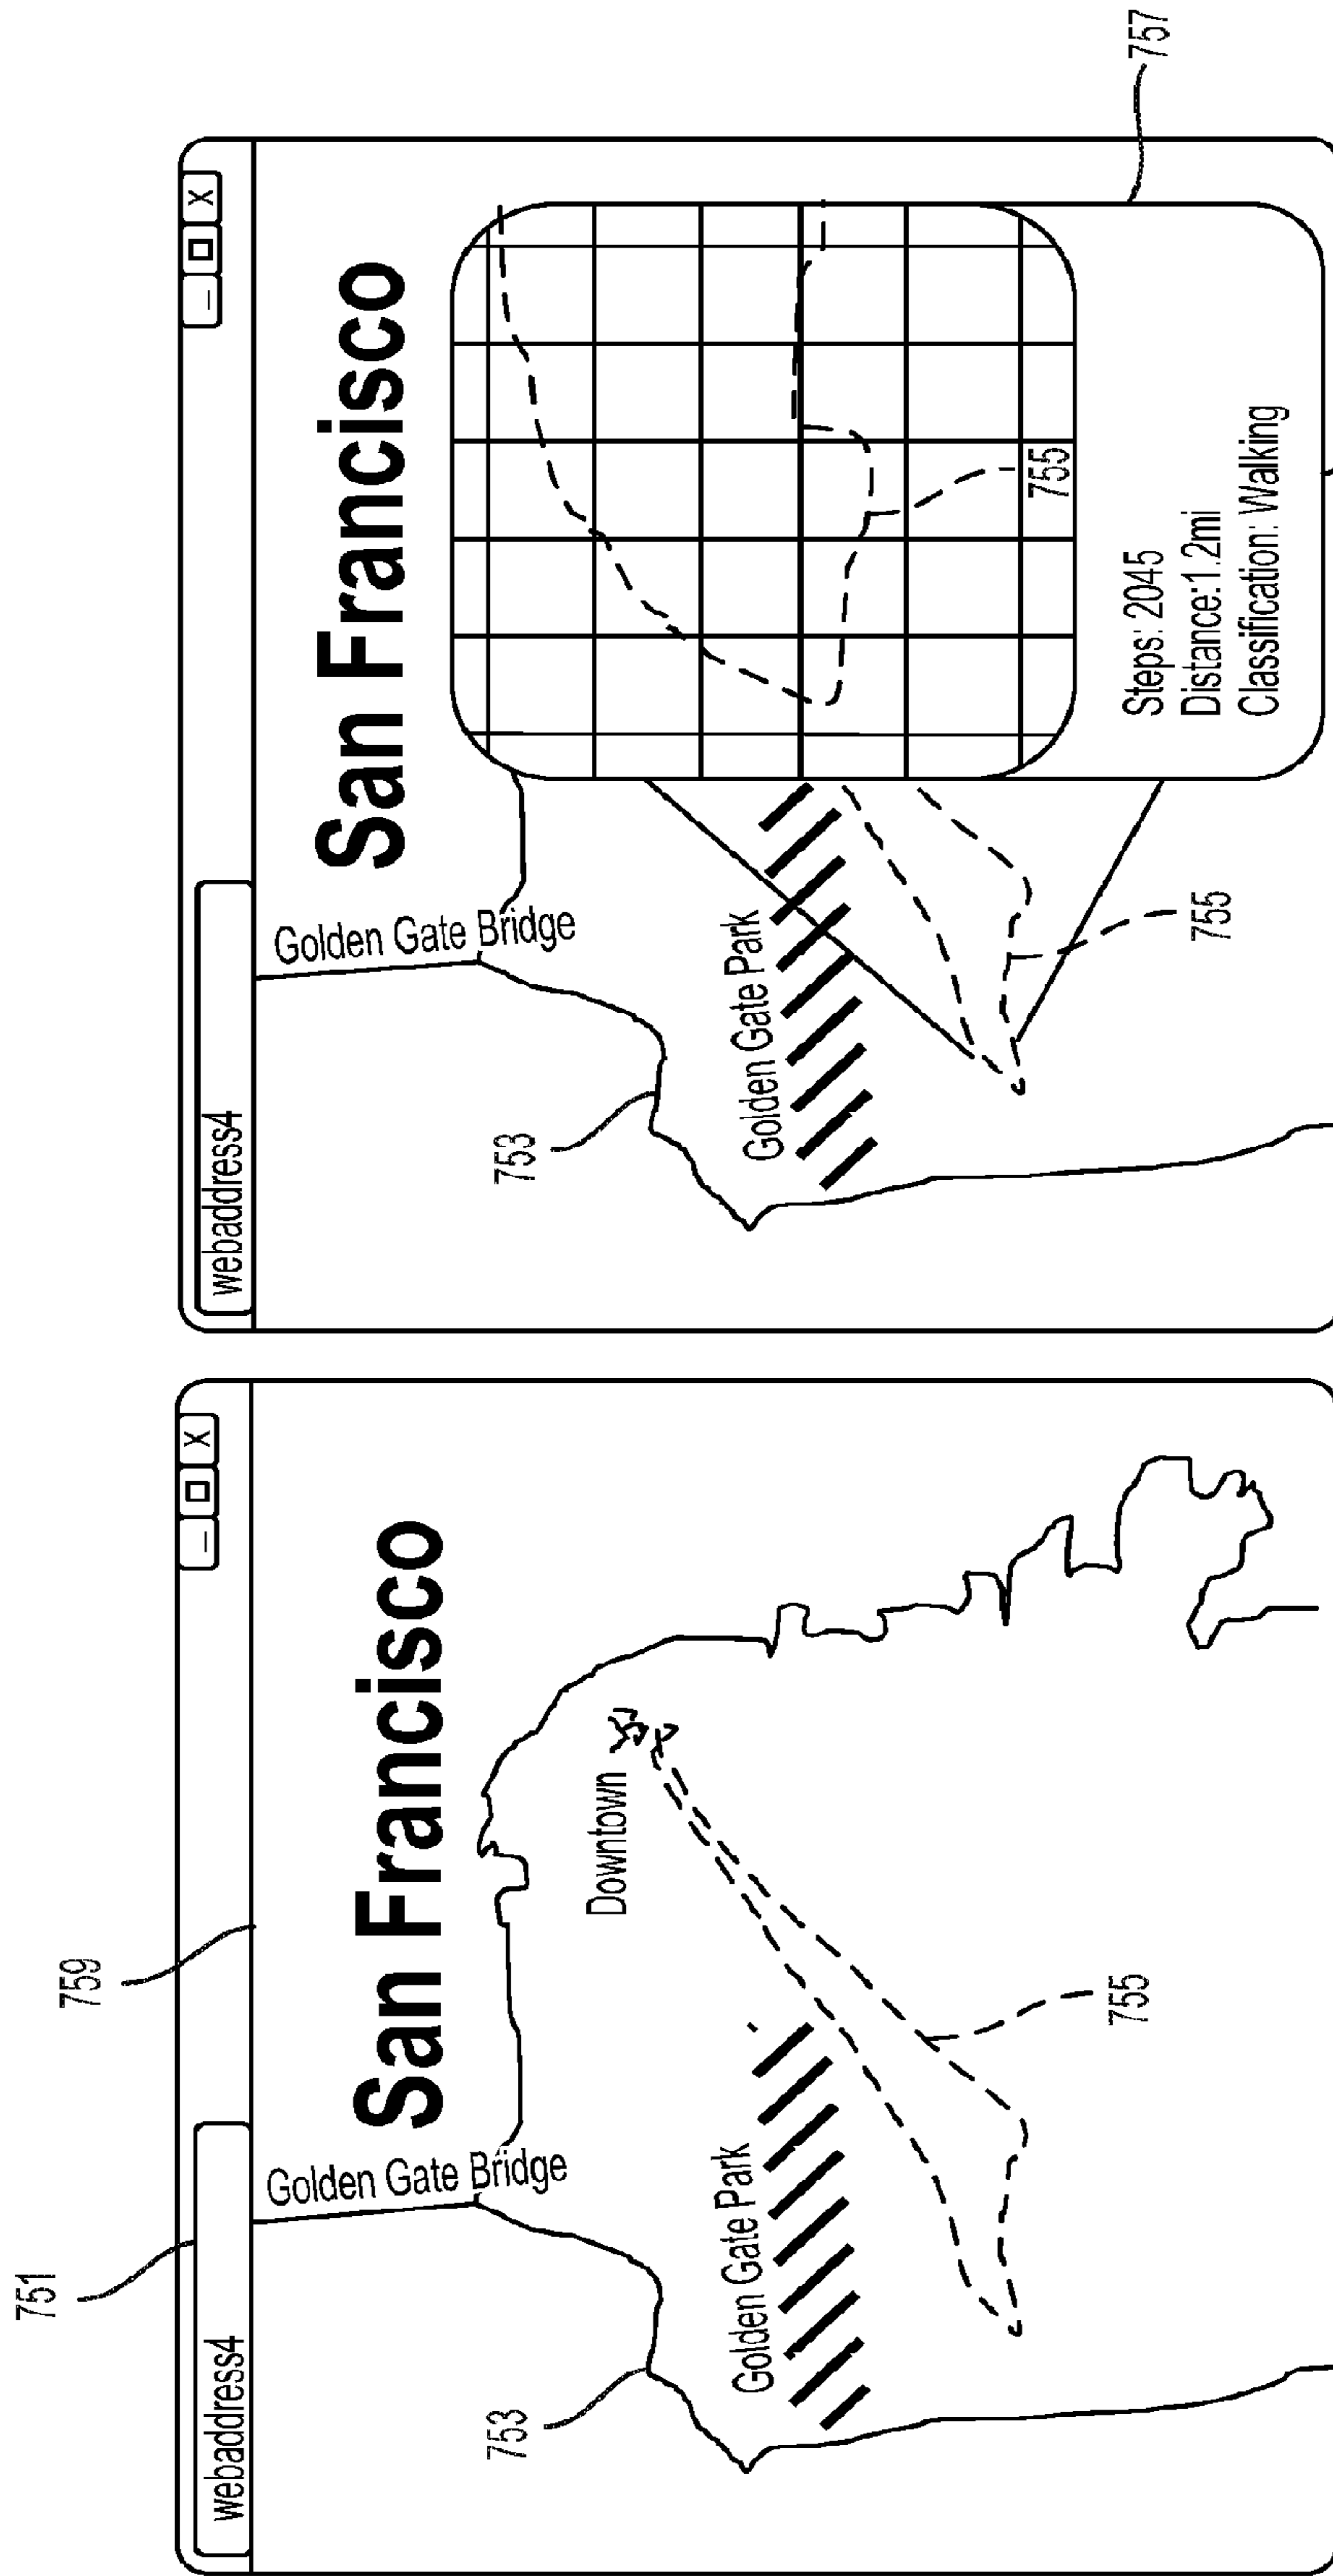 751
759
webaddress4
_ X
Golden Gate Bridge
San Francisco
753
Downtown
Golden Gate Park
755
webaddress4
_ X
Golden Gate Bridge
San Francisco
753
Golden Gate Park
755
755
Steps: 2045
Distance:1.2mi
Classification: Walking
757